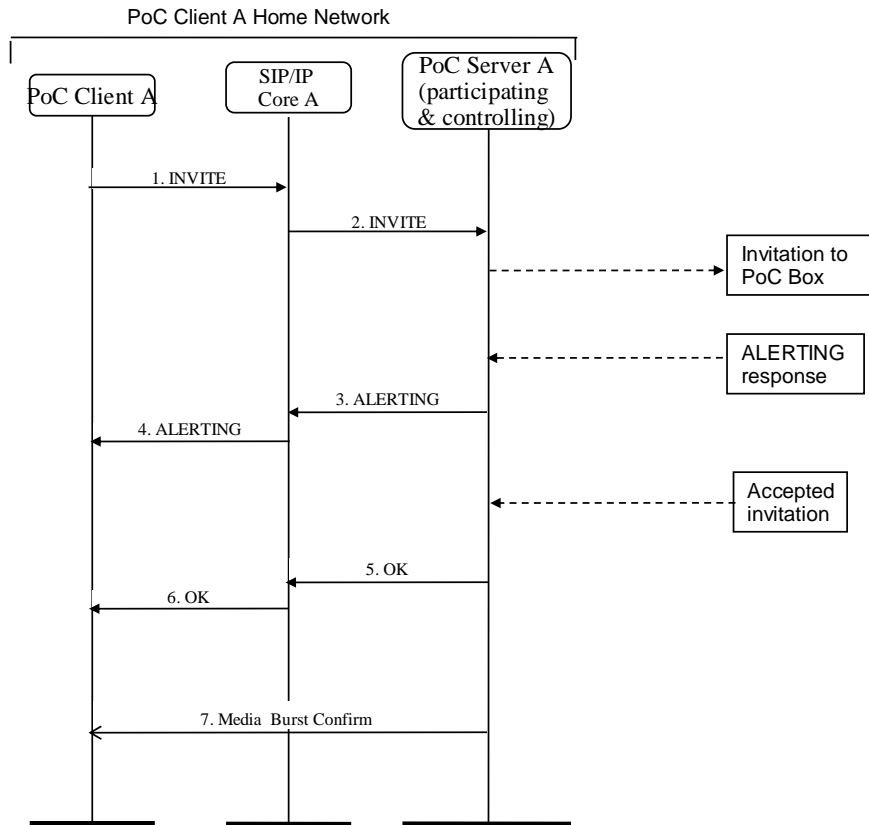 PoC Client A Home Network
PoC Client A
SIP/IP
Core A
PoC Server A
(participating
& controlling)
1. INVITE
2. INVITE
Invitation to
PoC Box
ALERTING
response
3. ALERTING
4. ALERTING
Accepted
invitation
5. OK
6. OK
7. Media Burst Confirm